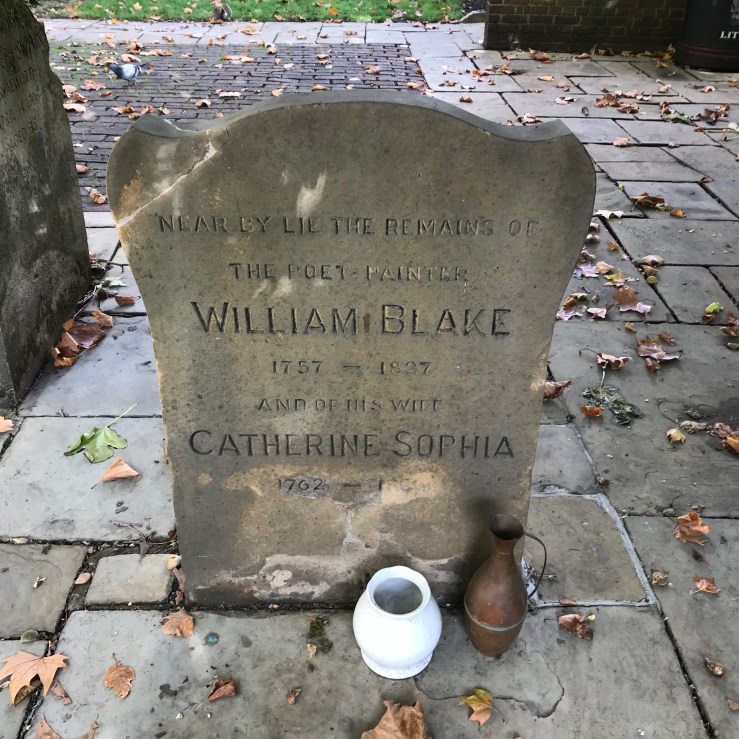 LIT
NEAR BY LIE THE REMAINS OF
THE POET-PAINTER
WILLIAM BLAKE
1757 — 1827
AND OF HIS WIFE
CATHERINE SOPHIA
1762 —